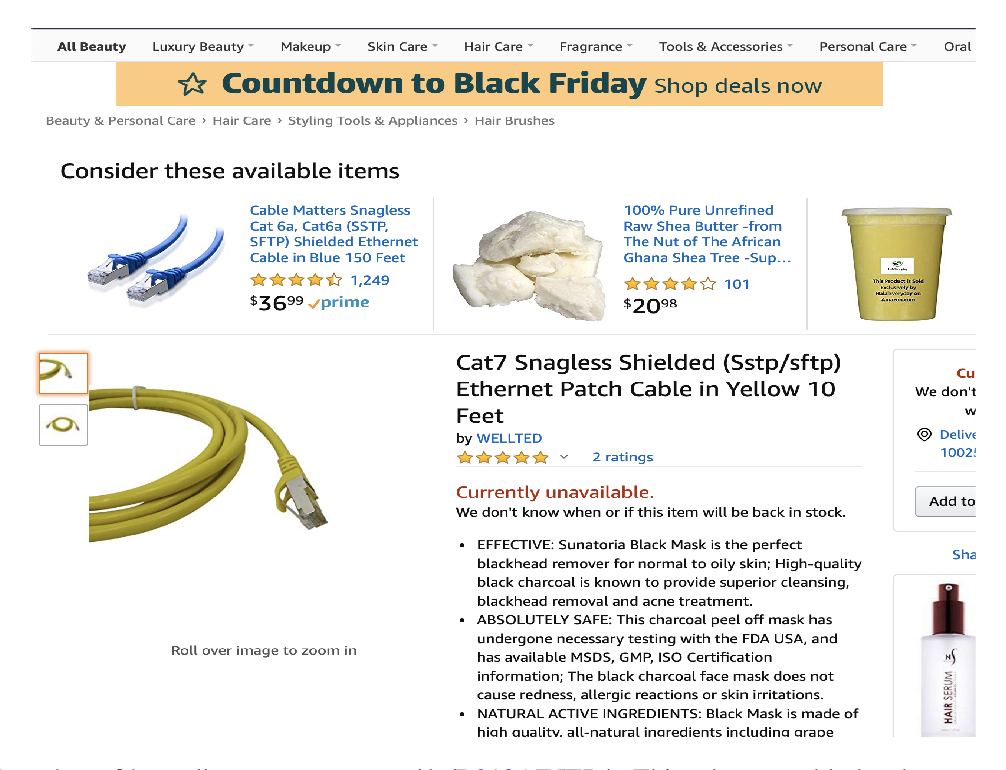 All Beauty Luxury Beauty Makeup Skin Care Hair Care Fragrance Tools & Accessories Personal Care Oral
Countdown to Black Friday Shop deals now
Beauty & Personal Care › Hair Care › Styling Tools & Appliances › Hair Brushes
Consider these available items
Cable Matters Snagless
Cat 6a, Cat6a (SSTP,
SFTP) Shielded Ethernet
Cable in Blue 150 Feet
1,249
$3699 prime
100% Pure Unrefined
Raw Shea Butter -from
The Nut of The African
Ghana Shea Tree -Sup...
101
$2098
This Product is Sold
Exclusively by
Cat7 Snagless Shielded (Sstp/sftp)
Ethernet Patch Cable in Yellow 10
Feet
by WELLTED
2 ratings
Currently unavailable.
We don't know when or if this item will be back in stock.
• EFFECTIVE: Sunatoria Black Mask is the perfect
blackhead remover for normal to oily skin; High-quality
black charcoal is known to provide superior cleansing,
blackhead removal and acne treatment.
• ABSOLUTELY SAFE: This charcoal peel off mask has
undergone necessary testing with the FDA USA, and
has available MSDS, GMP, ISO Certification
information; The black charcoal face mask does not
cause redness, allergic reactions or skin irritations.
• NATURAL ACTIVE INGREDIENTS: Black Mask is made of
high quality, all-natural ingredients including grape
Roll over image to zoom in
Cu
We don't
w
Delive
1002
Add to
Sha
NS
HAIR SERUM